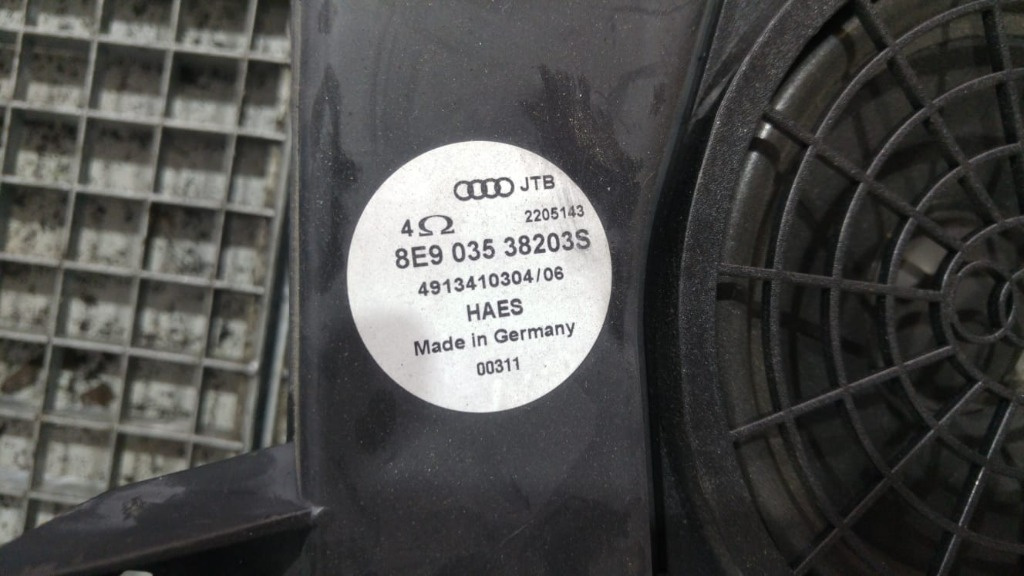 JTB
2205143
4Ω
8E9 035 38203S
4913410304/06
HAES
Made in Germany
00311